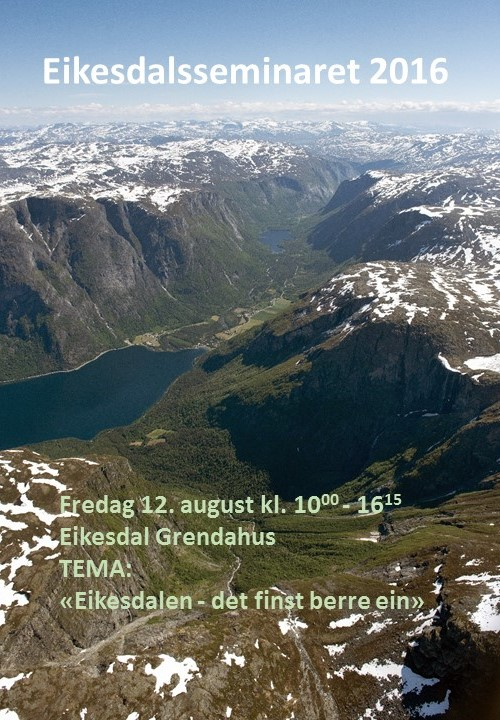 Eikesdalsseminaret 2016
Fredag 12. august kl. 10⁰⁰ - 16¹⁵
Eikesdal Grendahus
TEMA:
«Eikesdalen - det finst berre ein»